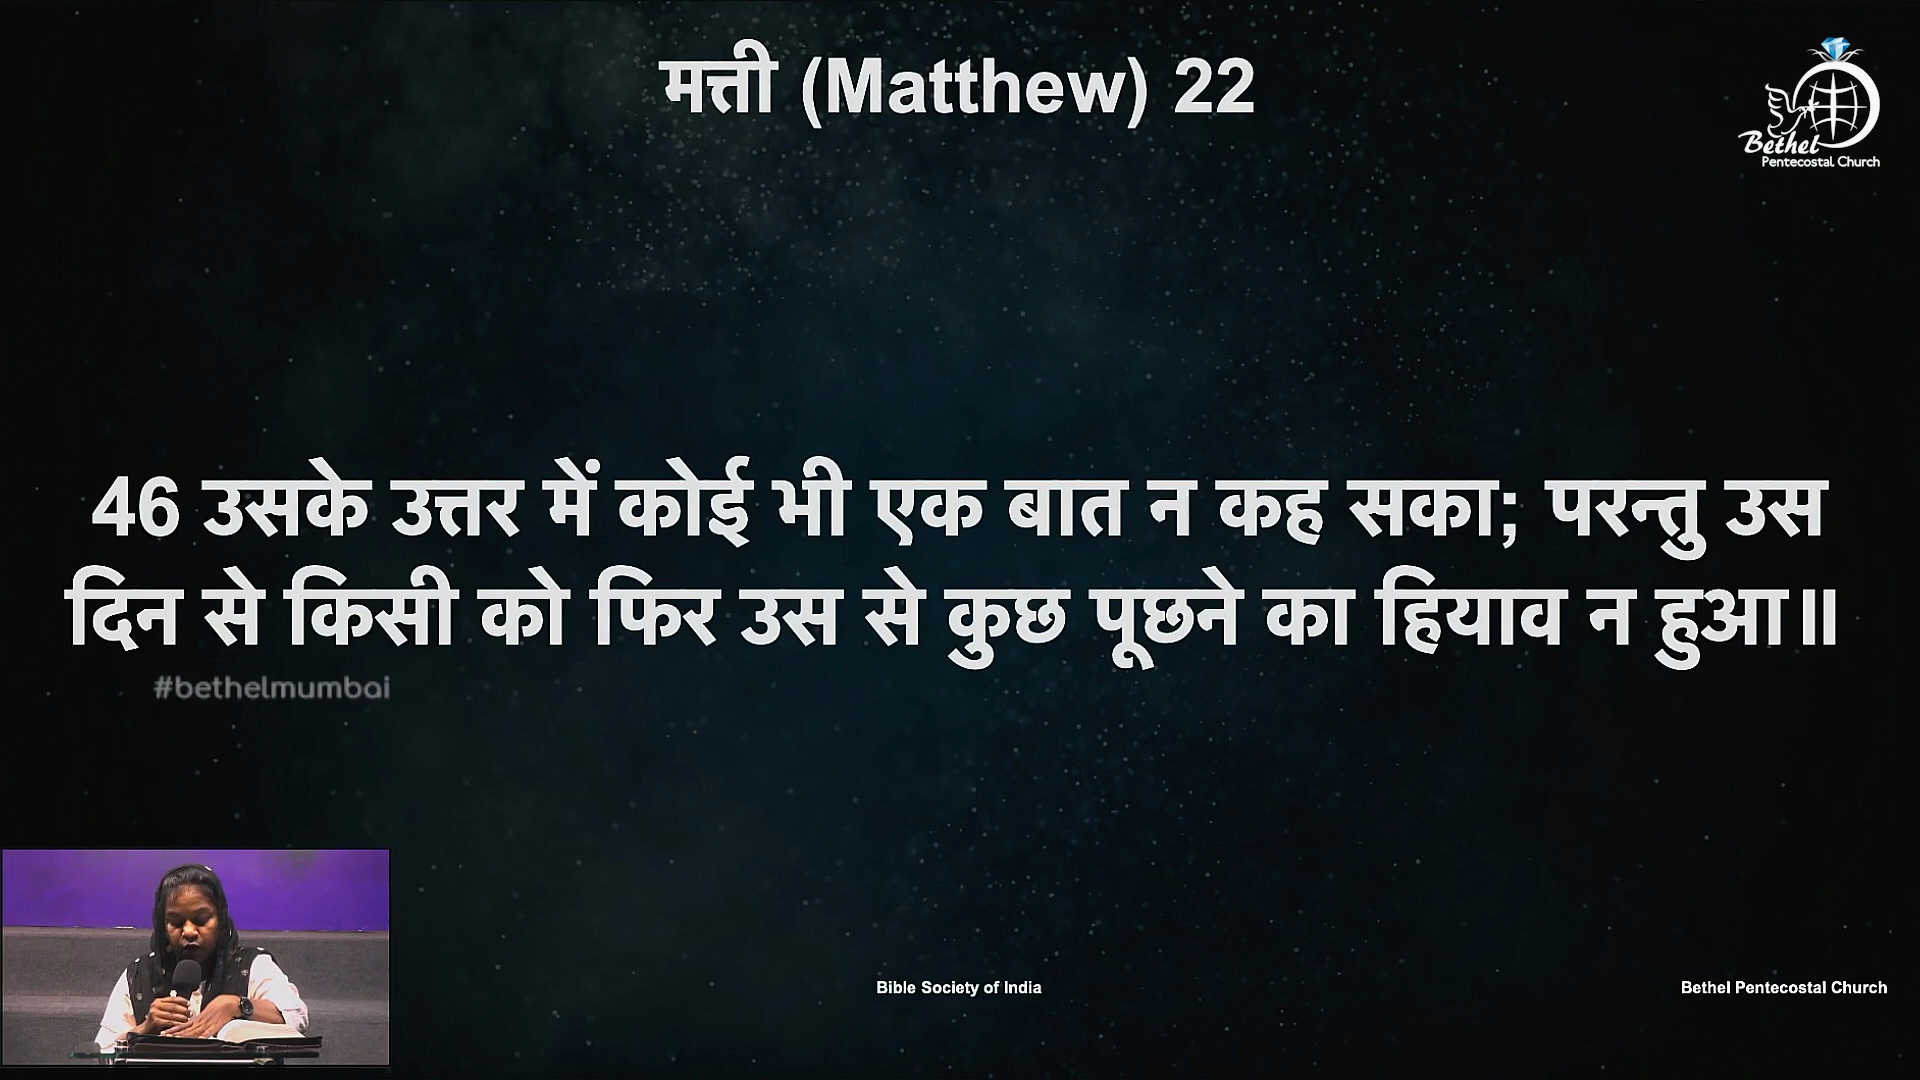 मत्ती (Matthew) 22
Bethel
Pentecostal Church
46 उसके उत्तर में कोई भी एक बात न कह सका; परन्तु उस
दिन से किसी को फिर उस से कुछ पूछने का हियाव न हुआ॥
#bethelmumbai
Bible Society of India
Bethel Pentecostal Church